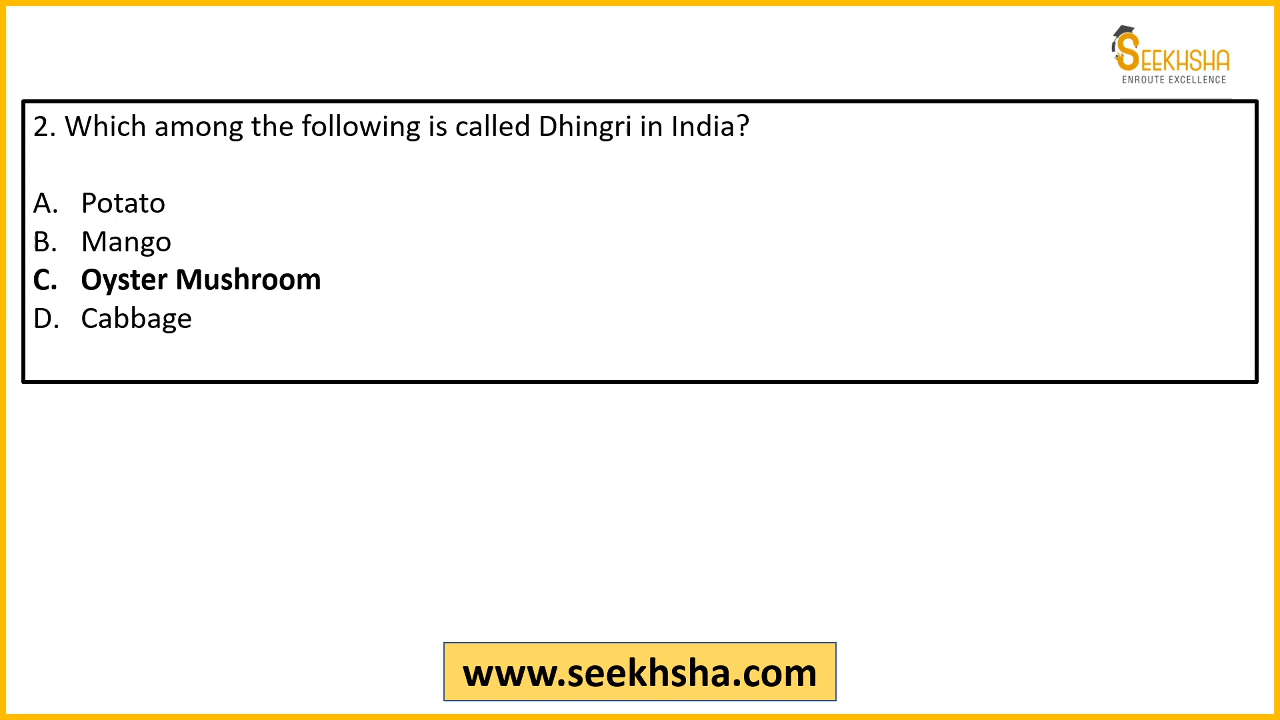 SEEKHSHA
ENROUTE EXCELLENCE
2. Which among the following is called Dhingri in India?
A. Potato
B. Mango
C. Oyster Mushroom
D. Cabbage
www.seekhsha.com